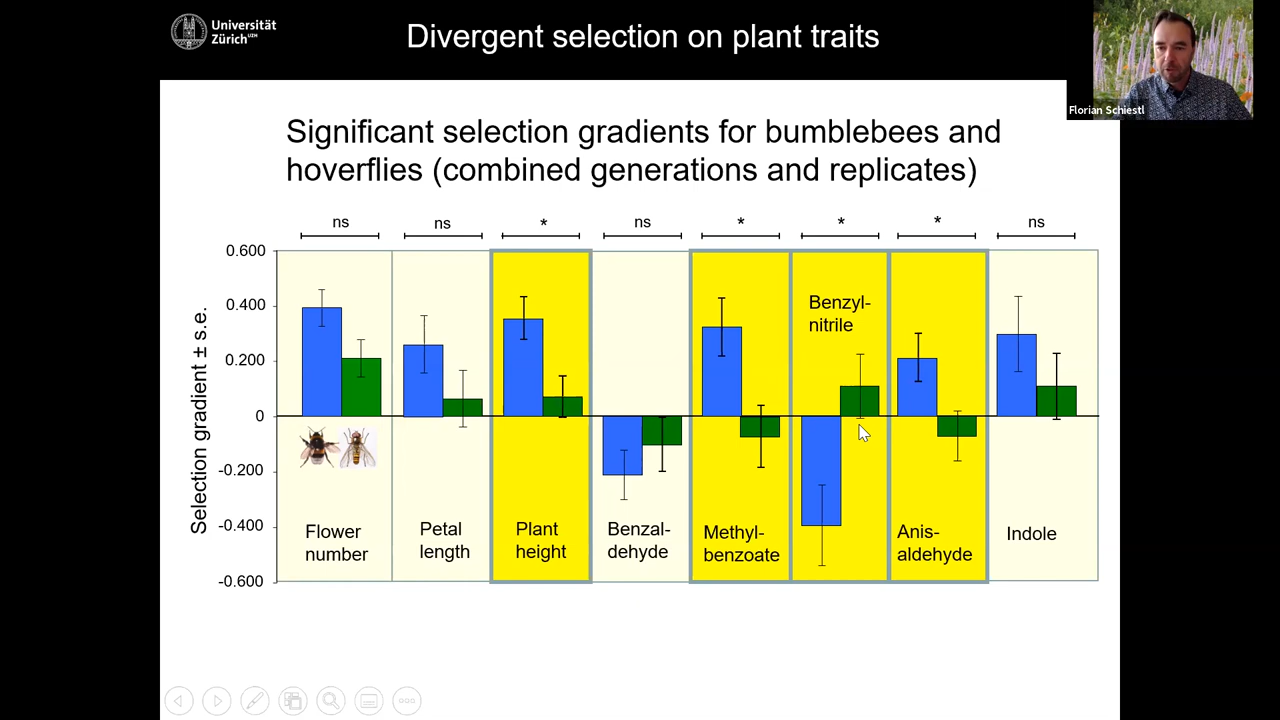 Universität
Zürich UZH
Divergent selection on plant traits
Florian Schiestl
Significant selection gradients for bumblebees and
hoverflies (combined generations and replicates)
ns
ns
*
ns
*
*
*
ns
Selection gradient ± s.e.
0.600
0.400
0.200
0
-0.200
-0.400
-0.600
Benzyl-
nitrile
Flower
number
Petal
length
Plant
height
Benzal-
dehyde
Methyl-
benzoate
Anis-
aldehyde
Indole